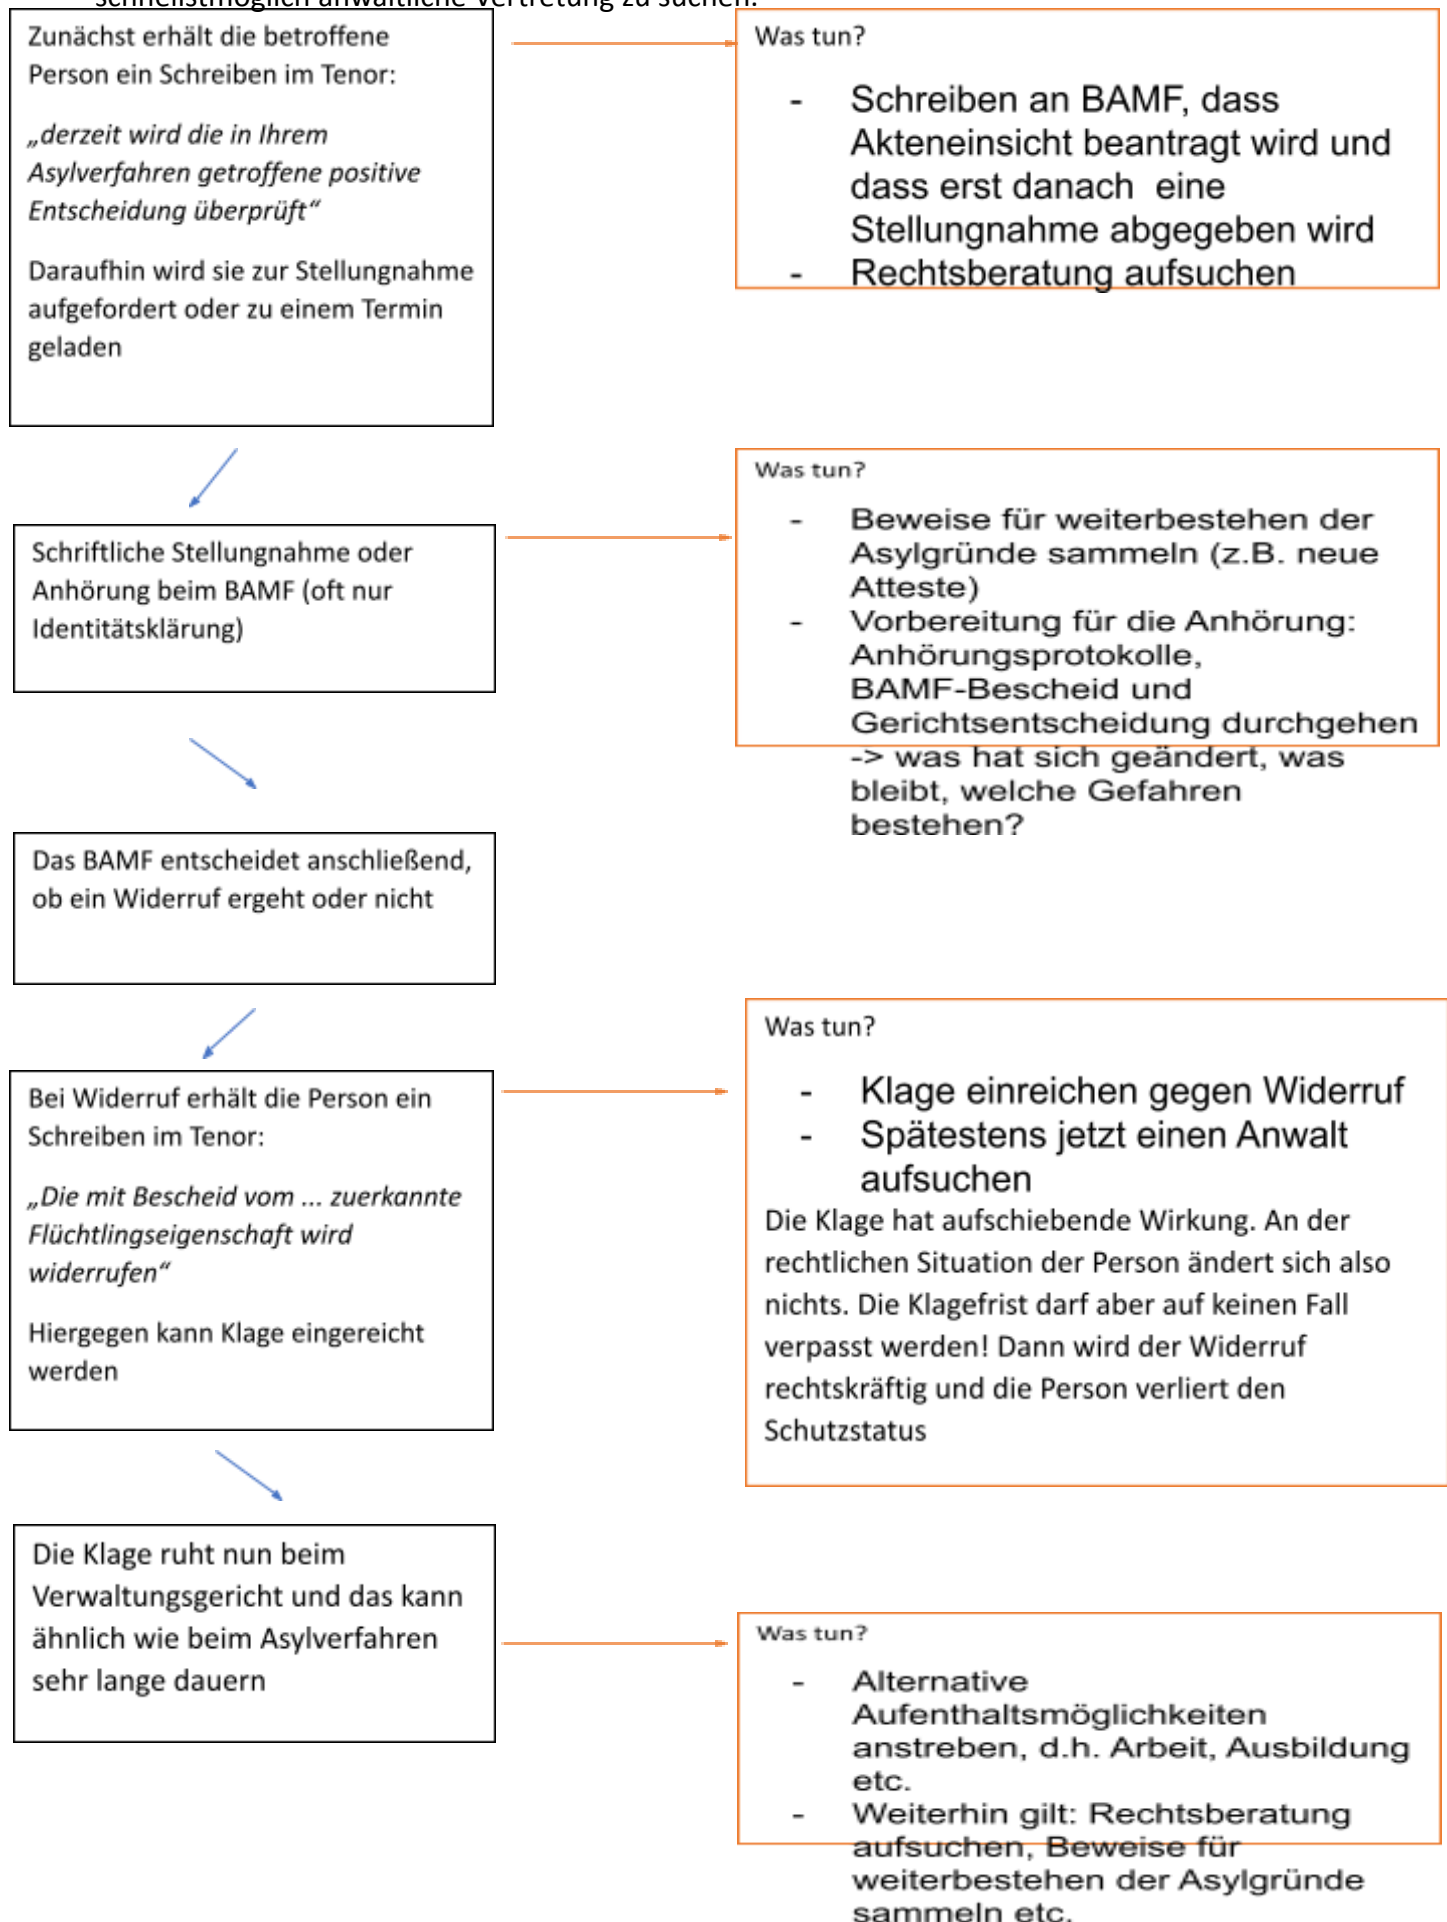 schnellstmöglich anwaltliche Vertretung zu suchen.
Zunächst erhält die betroffene
Person ein Schreiben im Tenor:
„derzeit wird die in Ihrem
Asylverfahren getroffene positive
Entscheidung überprüft“
Daraufhin wird sie zur Stellungnahme
aufgefordert oder zu einem Termin
geladen
Was tun?
- Schreiben an BAMF, dass
Akteneinsicht beantragt wird und
dass erst danach eine
Stellungnahme abgegeben wird
- Rechtsberatung aufsuchen
Schriftliche Stellungnahme oder
Anhörung beim BAMF (oft nur
Identitätsklärung)
Was tun?
- Beweise für weiterbestehen der
Asylgründe sammeln (z.B. neue
Atteste)
- Vorbereitung für die Anhörung:
Anhörungsprotokolle,
BAMF-Bescheid und
Gerichtsentscheidung durchgehen
-> was hat sich geändert, was
bleibt, welche Gefahren
bestehen?
Das BAMF entscheidet anschließend,
ob ein Widerruf ergeht oder nicht
Bei Widerruf erhält die Person ein
Schreiben im Tenor:
„Die mit Bescheid vom ... zuerkannte
Flüchtlingseigenschaft wird
widerrufen“
Hiergegen kann Klage eingereicht
werden
Was tun?
- Klage einreichen gegen Widerruf
- Spätestens jetzt einen Anwalt
aufsuchen
Die Klage hat aufschiebende Wirkung. An der
rechtlichen Situation der Person ändert sich also
nichts. Die Klagefrist darf aber auf keinen Fall
verpasst werden! Dann wird der Widerruf
rechtskräftig und die Person verliert den
Schutzstatus
Die Klage ruht nun beim
Verwaltungsgericht und das kann
ähnlich wie beim Asylverfahren
sehr lange dauern
Was tun?
- Alternative
Aufenthaltsmöglichkeiten
anstreben, d.h. Arbeit, Ausbildung
etc.
- Weiterhin gilt: Rechtsberatung
aufsuchen, Beweise für
weiterbestehen der Asylgründe
sammeln etc.